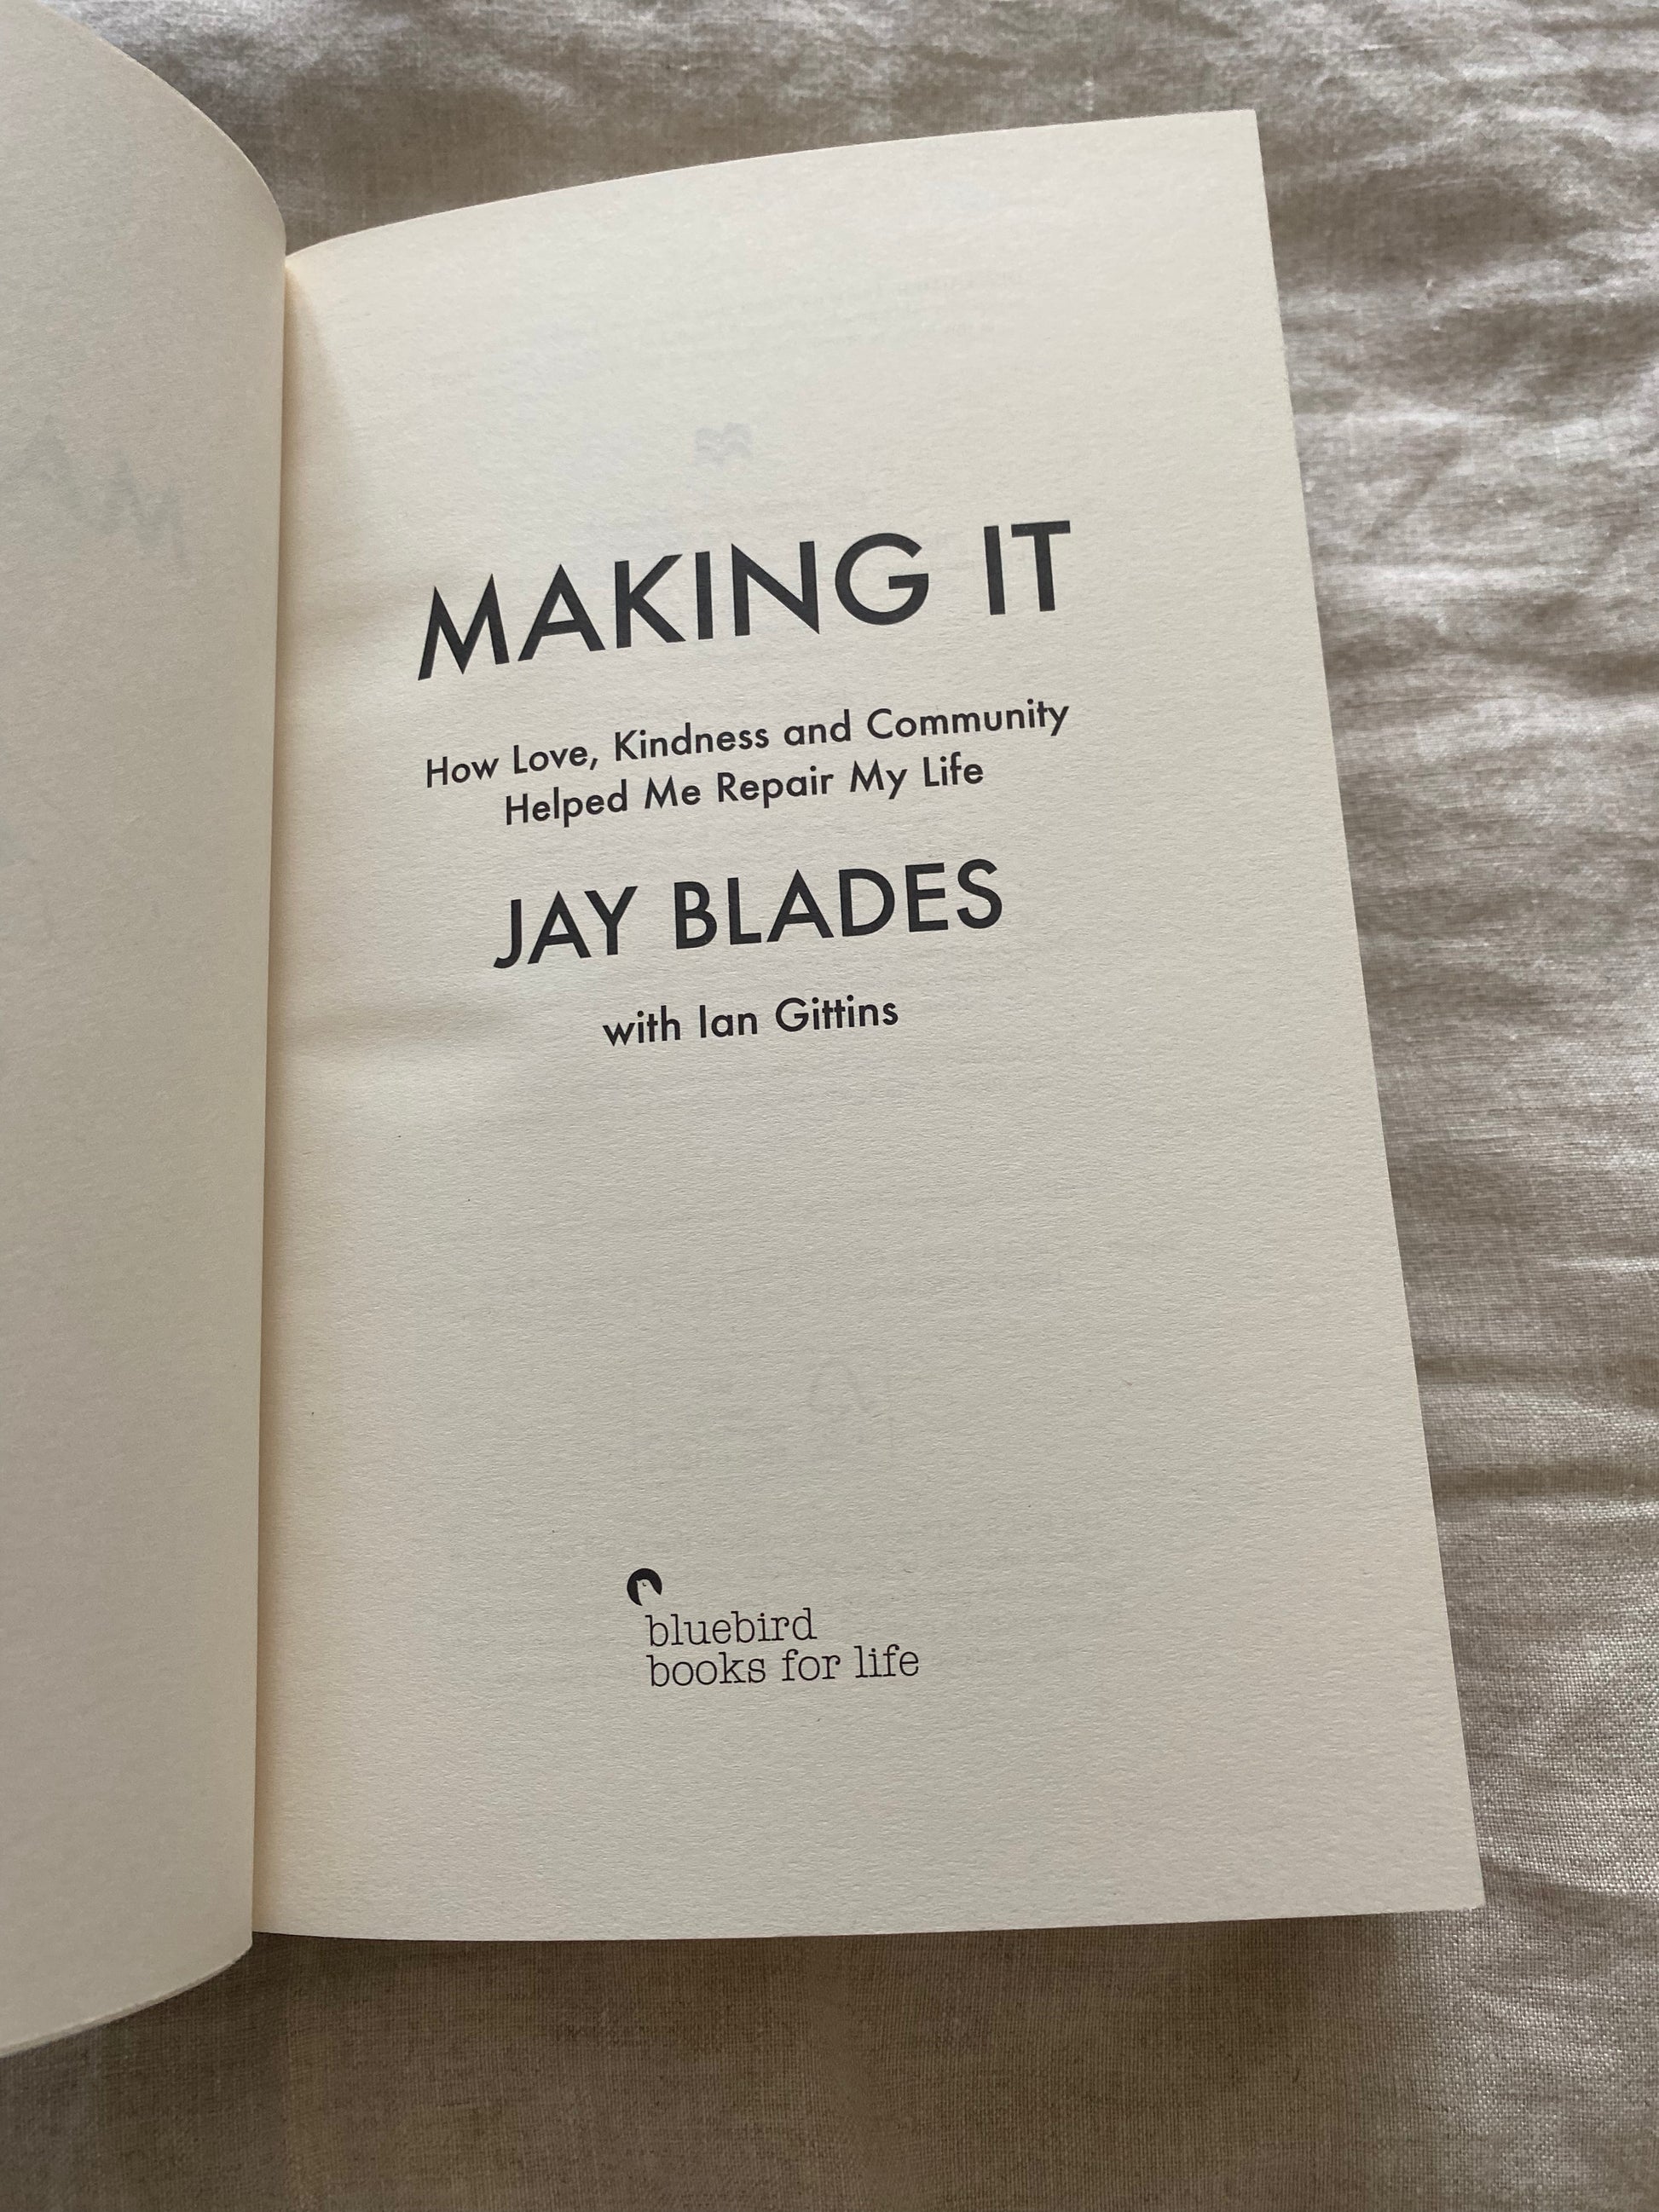 MAKING IT
How Love, Kindness and Community
Helped Me Repair My Life
JAY BLADES
with Ian Gittins
bluebird
books for life